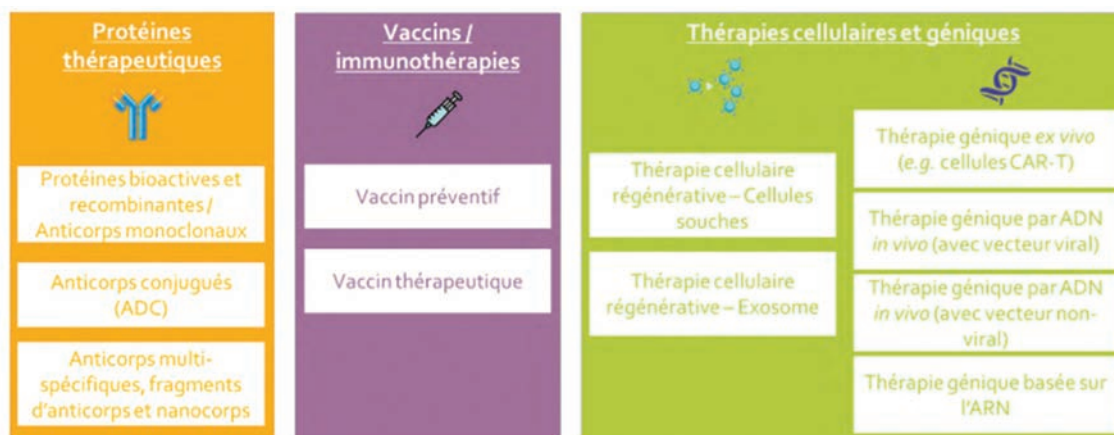 Protéines
thérapeutiques
Protéines bioactives et
recombinantes /
Anticorps monoclonaux
Anticorps conjugués
(ADC)
Anticorps multi-
spécifiques, fragments
d'anticorps et nanocorps
Vaccins /
immunothérapies
Vaccin préventif
Vaccin thérapeutique
Thérapies cellulaires et géniques
Thérapie cellulaire
régénérative – Cellules
souches
Thérapie cellulaire
régénérative – Exosome
Thérapie génique ex vivo
(e.g. cellules CAR-T)
Thérapie génique par ADN
in vivo (avec vecteur viral)
Thérapie génique par ADN
in vivo (avec vecteur non-
viral)
Thérapie génique basée sur
l'ARN